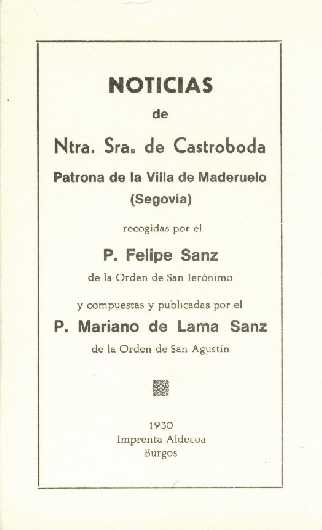 NOTICIAS
de
Ntra. Sra. de Castroboda
Patrona de la Villa de Maderuelo
(Segovia)
recogidas por el
P. Felipe Sanz
de la Orden de San Jerónimo
y compuestas y publicadas por el
P. Mariano de Lama Sanz
de la Orden de San Agustín
1930
Imprenta Aldecoa
Burgos